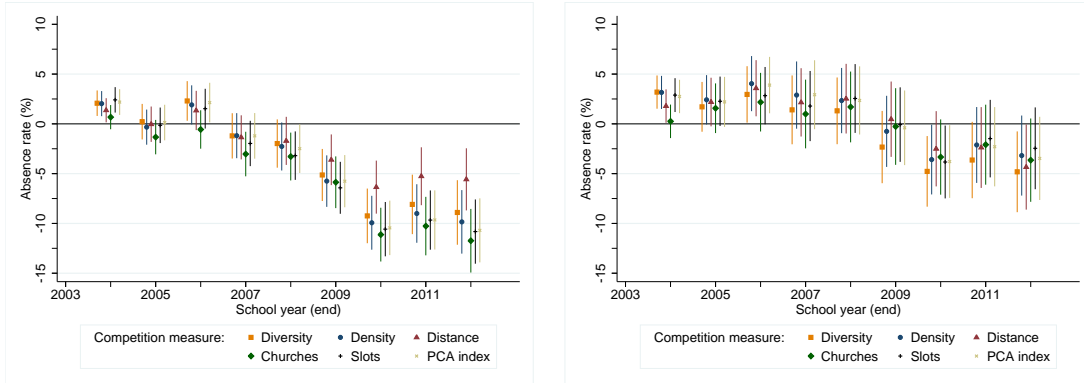 10
5
0
-5
-10
-15
Absence rate (%)
2003 2005 2007 2009 2011
School year (end)
Competition measure: Diversity Density Distance
Churches Slots PCA index
10
5
0
-5
-10
-15
Absence rate (%)
2003 2005 2007 2009 2011
School year (end)
Competition measure: Diversity Density Distance
Churches Slots PCA index